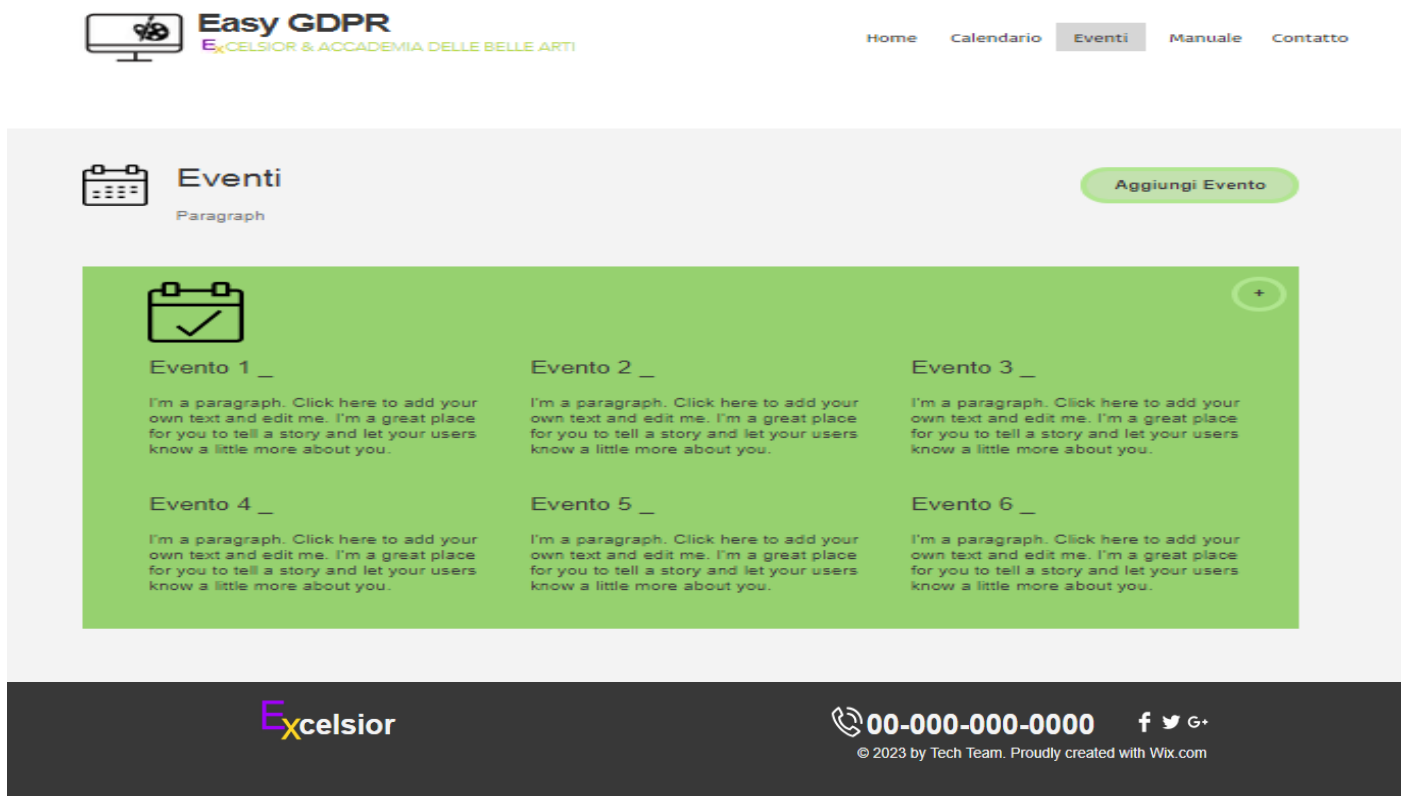 Easy GDPR
ExCELSIOR & ACCADEMIA DELLE BELLE ARTI
Home Calendario Eventi Manuale Contatto
Eventi
Aggiungi Evento
Paragraph
+
Evento 1 _ Evento 2 _ Evento 3 _
I'm a paragraph. Click here to add your I'm a paragraph. Click here to add your I'm a paragraph. Click here to add your
own text and edit me. I'm a great place own text and edit me. I'm a great place own text and edit me. I'm a great place
for you to tell a story and let your users for you to tell a story and let your users for you to tell a story and let your users
know a little more about you. know a little more about you. know a little more about you.
Evento 4 _ Evento 5 _ Evento 6 _
I'm a paragraph. Click here to add your I'm a paragraph. Click here to add your I'm a paragraph. Click here to add your
own text and edit me. I'm a great place own text and edit me. I'm a great place own text and edit me. I'm a great place
for you to tell a story and let your users for you to tell a story and let your users for you to tell a story and let your users
know a little more about you. know a little more about you. know a little more about you.
Excelsior
00-000-000-0000 f G+
© 2023 by Tech Team. Proudly created with Wix.com